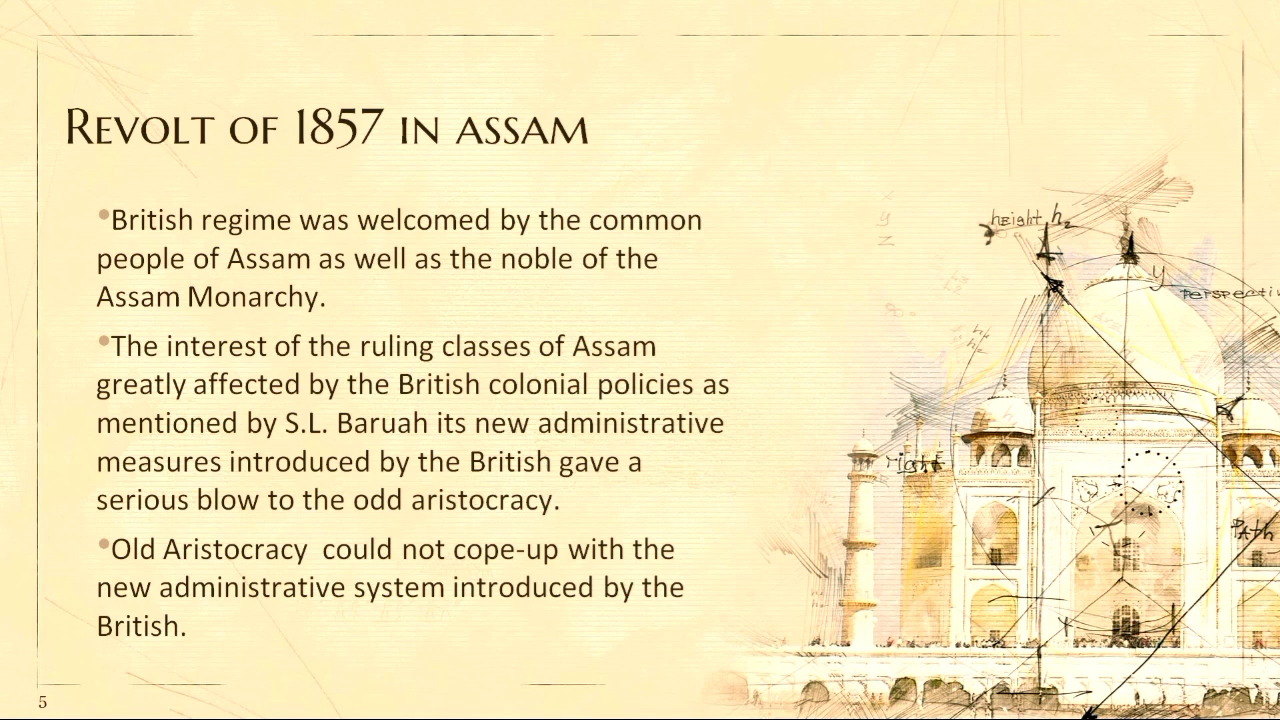 Revolt of 1857 in assam
•British regime was welcomed by the common
people of Assam as well as the noble of the
Assam Monarchy.
•The interest of the ruling classes of Assam
greatly affected by the British colonial policies as
mentioned by S.L. Baruah its new administrative
measures introduced by the British gave a
serious blow to the odd aristocracy.
•Old Aristocracy  could not cope-up with the
new administrative system introduced by the
British.
height h₂
y
z
A
y
Perspectiv
right
Path
5